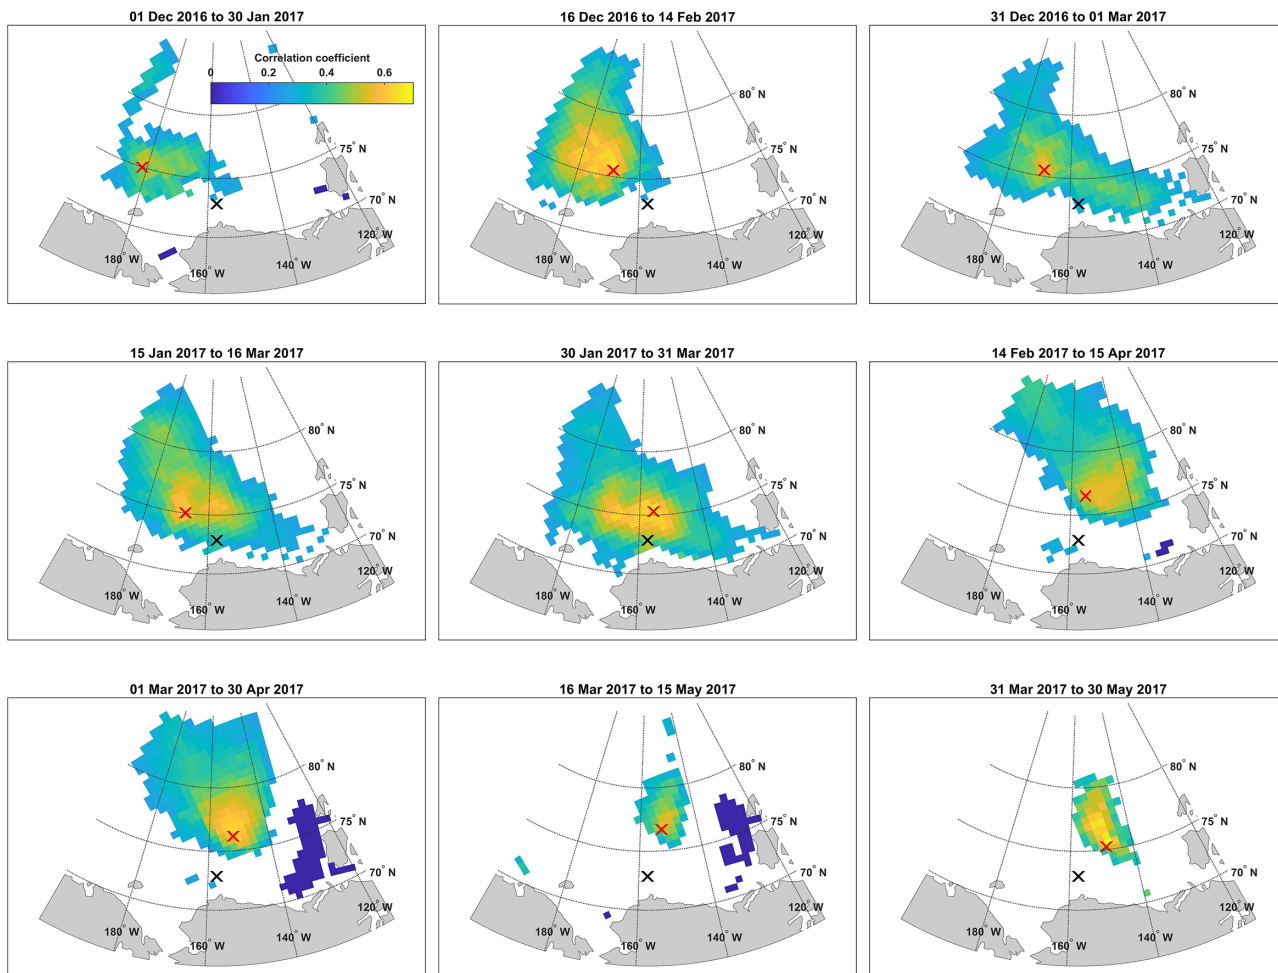 01 Dec 2016 to 30 Jan 2017
Correlation coefficient
0 0.2 0.4 0.6
75° N
70° N
120° W
180° W
160° W
140° W
16 Dec 2016 to 14 Feb 2017
80° N
75° N
70° N
120° W
180° W
160° W
140° W
31 Dec 2016 to 01 Mar 2017
80° N
75° N
70° N
120° W
180° W
160° W
140° W
15 Jan 2017 to 16 Mar 2017
80° N
75° N
70° N
120° W
180° W
160° W
140° W
30 Jan 2017 to 31 Mar 2017
80° N
75° N
70° N
120° W
180° W
160° W
140° W
14 Feb 2017 to 15 Apr 2017
80° N
75° N
70° N
120° W
180° W
160° W
140° W
01 Mar 2017 to 30 Apr 2017
80° N
75° N
70° N
120° W
180° W
160° W
140° W
16 Mar 2017 to 15 May 2017
80° N
75° N
70° N
120° W
180° W
160° W
140° W
31 Mar 2017 to 30 May 2017
80° N
75° N
70° N
120° W
180° W
160° W
140° W